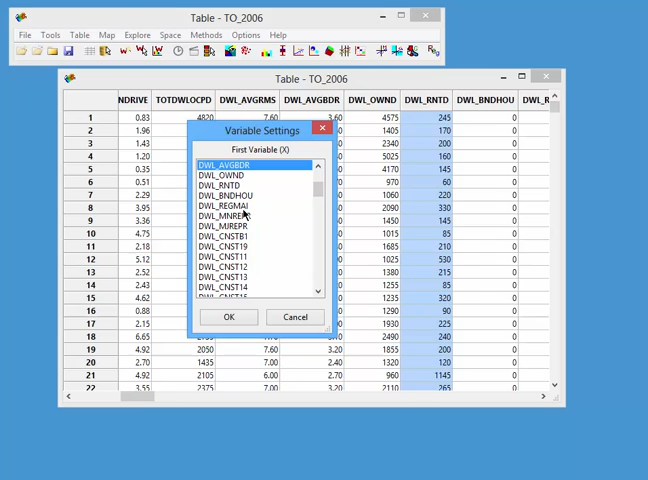 Table - TO_2006
File Tools Table Map Explore Space Methods Options Help
Table - TO_2006
NDRIVE TOTDWLOCPD DWL_AVGRMS DWL_AVGBDR DWL_OWND DWL_RNTD DWL_BNDHOU DWL_R
1 0.83 4820 7.60 3.60 4575 245 0
2 1.96 1405 170 0
3 1.43 2340 200 0
4 1.20 5025 160 0
5 0.35 4170 145 0
6 0.51 970 60 0
7 2.29 1060 220 0
8 3.95 2090 330 0
9 3.36 1450 145 0
10 4.75 1015 85 0
11 2.18 1685 210 0
12 5.12 1025 530 0
13 2.52 1380 215 0
14 2.43 1255 85 0
15 4.62 1235 320 0
16 0.88 1290 90 0
17 2.15 1930 225 0
18 6.65 2490 240 0
19 4.92 2050 7.60 3.20 1855 200 0
20 2.70 1435 7.00 2.40 1320 120 0
21 4.92 2105 6.00 2.70 960 1145 0
22 3.55 2375 7.00 2110 265 0
Variable Settings
First Variable (X)
DWL_AVGBDR
DWL_OWND
DWL_RNTD
DWL_BNDHOU
DWL_REGMAI
DWL_MNREPR
DWL_MJREPR
DWL_CNSTB1
DWL_CNST19
DWL_CNST11
DWL_CNST12
DWL_CNST13
DWL_CNST14
DWL_CNST15
OK Cancel